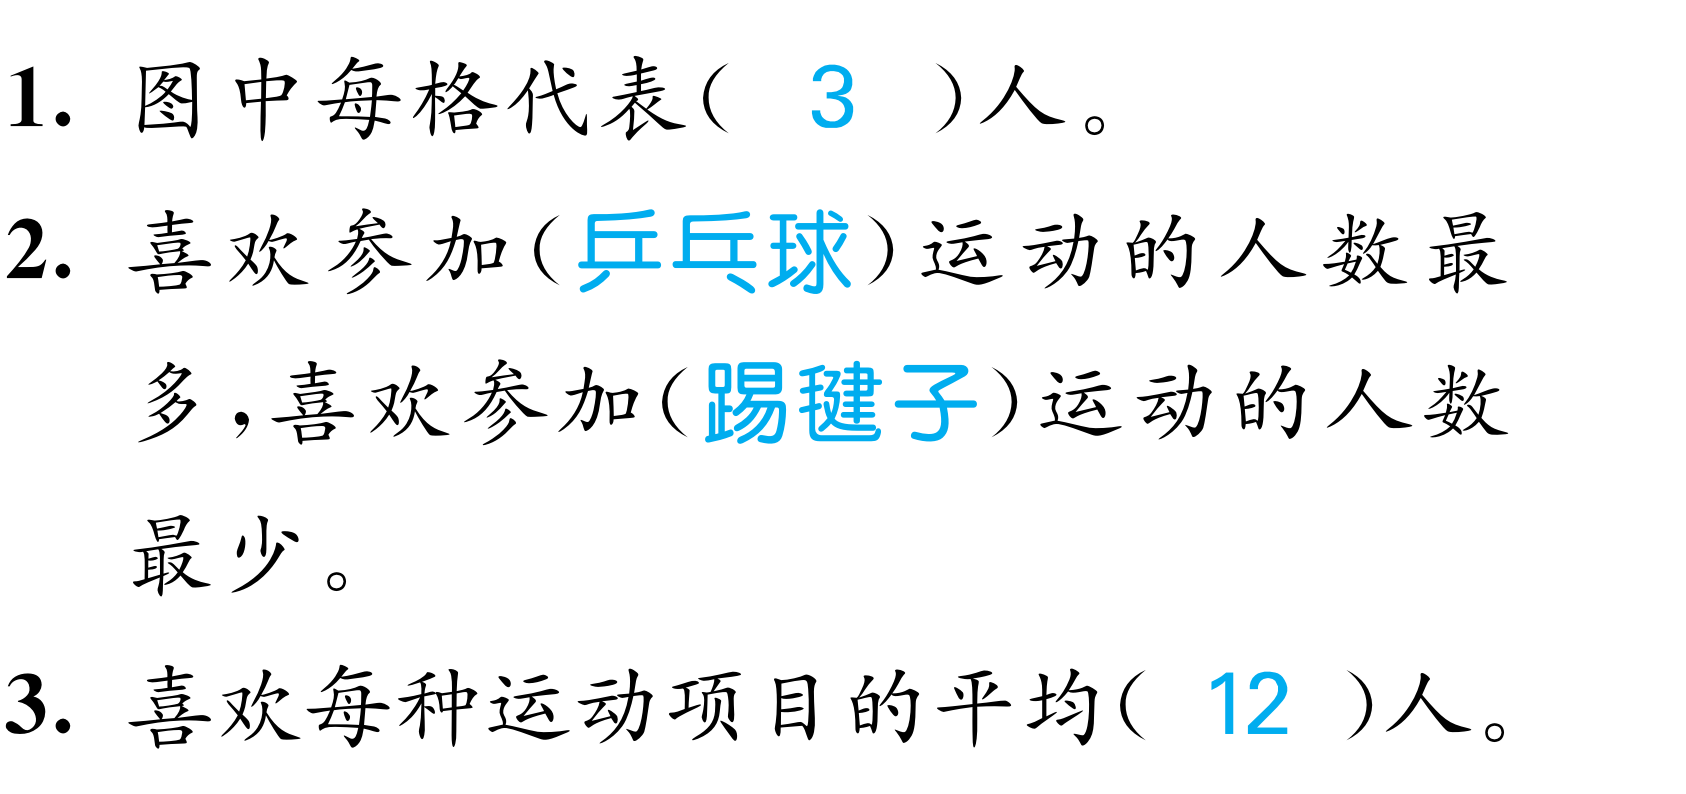 1. 图中每格代表( 3 )人。
2. 喜欢参加(乒乓球)运动的人数最
多,喜欢参加(踢毽子)运动的人数
最少。
3. 喜欢每种运动项目的平均( 12 )人。